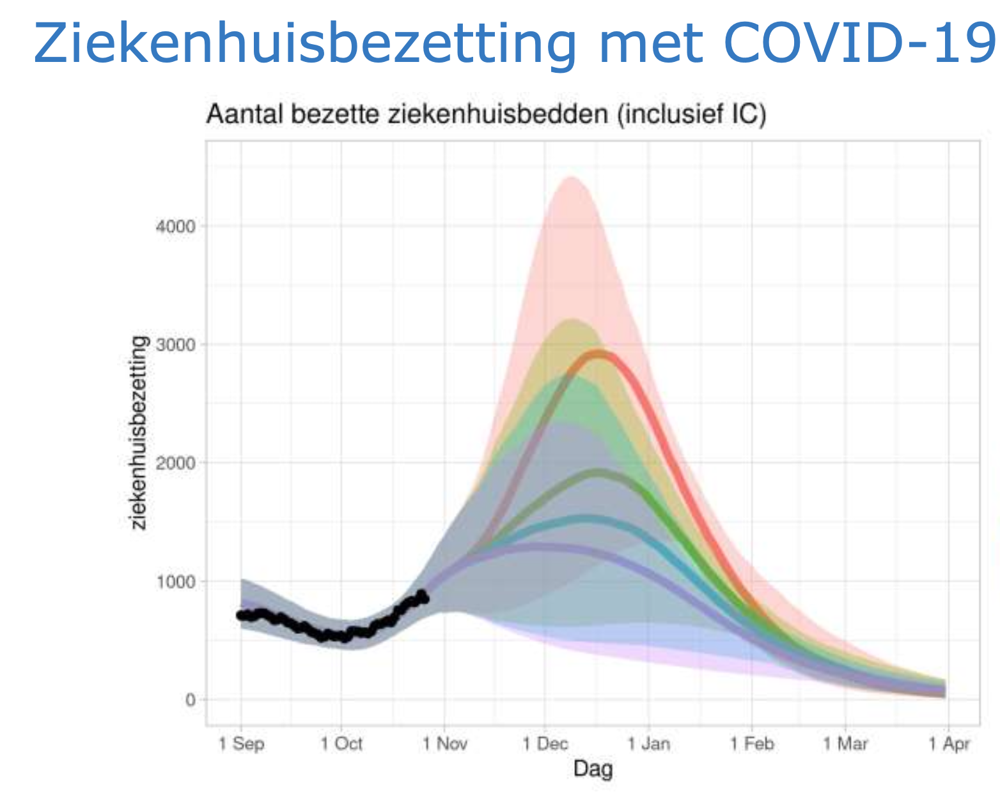 Ziekenhuisbezetting met COVID-19
Aantal bezette ziekenhuisbedden (inclusief IC)
ziekenhuisbezetting
4000
3000
2000
1000
0
1 Sep 1 Oct 1 Nov 1 Dec 1 Jan 1 Feb 1 Mar 1 Apr
Dag